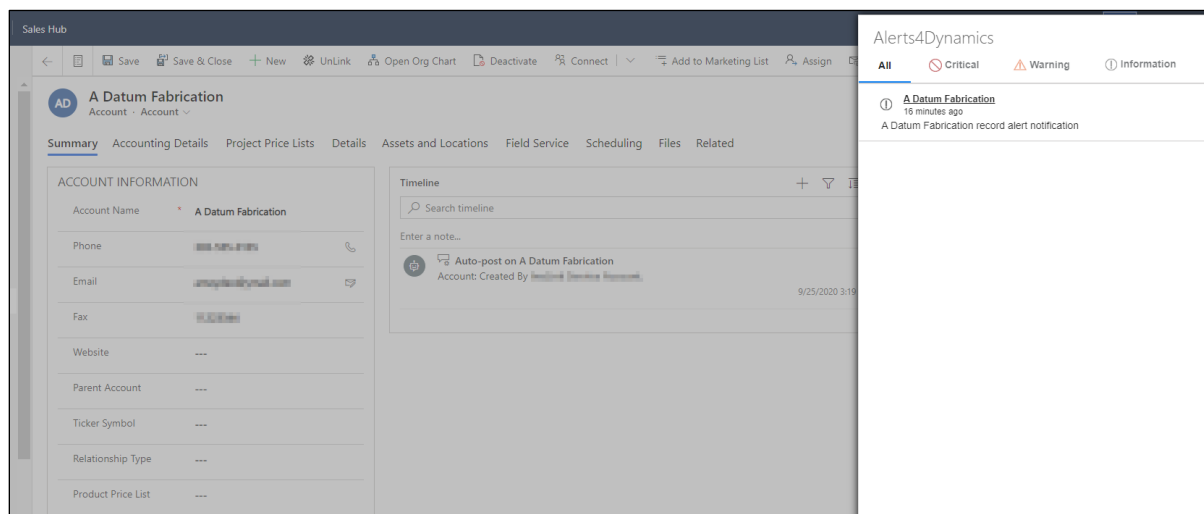 Sales Hub
Save
Save & Close
New
UnLink
Open Org Chart
Deactivate
Connect
Add to Marketing List
Assign
AD
A Datum Fabrication
Account · Account
Summary
Accounting Details
Project Price Lists
Details
Assets and Locations
Field Service
Scheduling
Files
Related
ACCOUNT INFORMATION
Account Name * A Datum Fabrication
Phone
Email
Fax
Website ---
Parent Account ---
Ticker Symbol ---
Relationship Type ---
Product Price List ---
Timeline
Search timeline
Enter a note...
Auto-post on A Datum Fabrication
Account: Created By
9/25/2020 3:19
Alerts4Dynamics
All
Critical
Warning
Information
A Datum Fabrication
16 minutes ago
A Datum Fabrication record alert notification